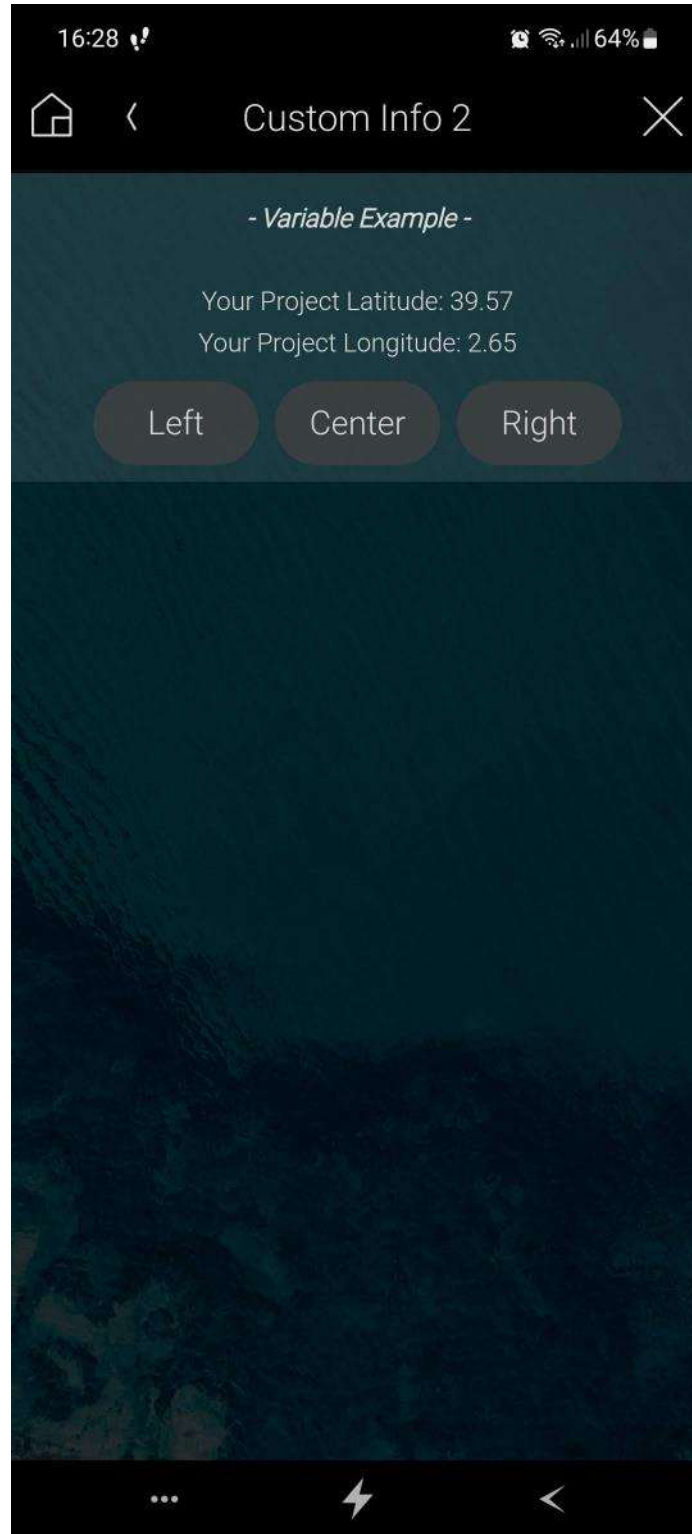 16:28 64%
Custom Info 2
- Variable Example -
Your Project Latitude: 39.57
Your Project Longitude: 2.65
Left Center Right